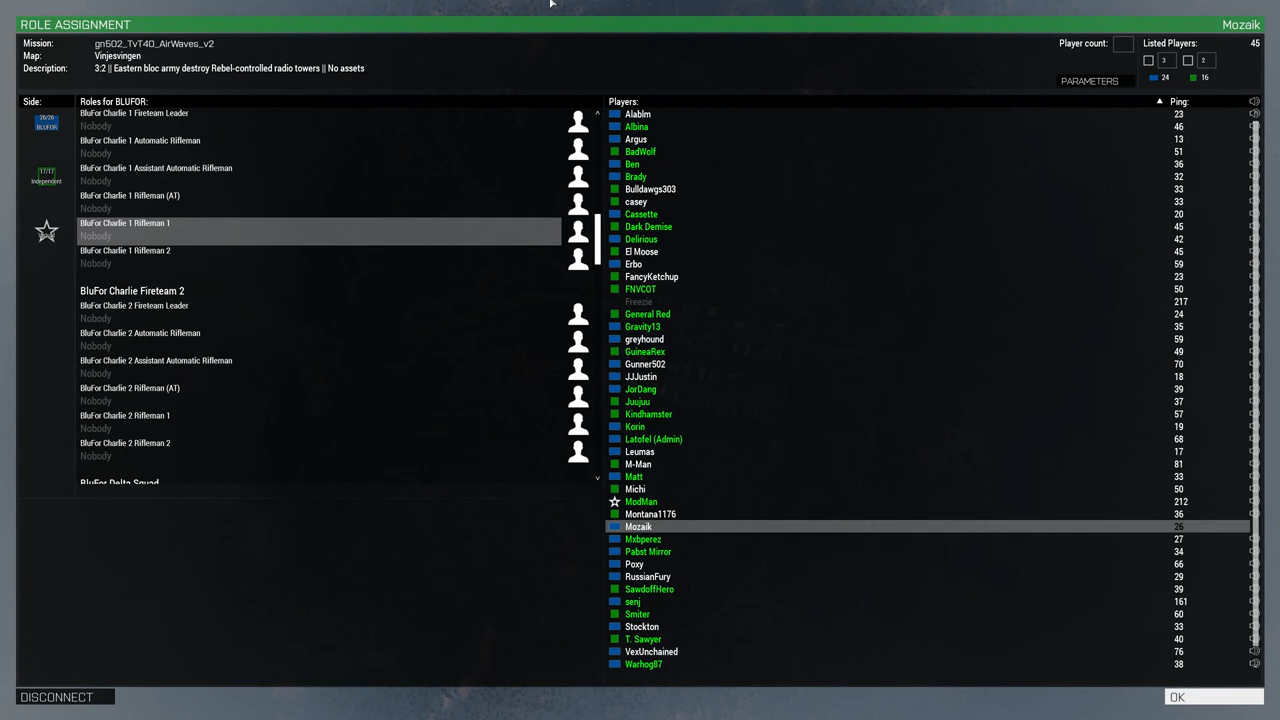 ROLE ASSIGNMENT
Mozaik
Mission: gn502_TvT40_AirWaves_v2
Map: Vinjesvingen
Description: 3:2 || Eastern bloc army destroy Rebel-controlled radio towers || No assets
Player count:
Listed Players: 45
3 2
24 16
PARAMETERS
Side:
26/26
BLUFOR
17/17
Independent
Roles for BLUFOR:
BluFor Charlie 1 Fireteam Leader
Nobody
BluFor Charlie 1 Automatic Rifleman
Nobody
BluFor Charlie 1 Assistant Automatic Rifleman
Nobody
BluFor Charlie 1 Rifleman (AT)
Nobody
BluFor Charlie 1 Rifleman 1
Nobody
BluFor Charlie 1 Rifleman 2
Nobody
BluFor Charlie Fireteam 2
BluFor Charlie 2 Fireteam Leader
Nobody
BluFor Charlie 2 Automatic Rifleman
Nobody
BluFor Charlie 2 Assistant Automatic Rifleman
Nobody
BluFor Charlie 2 Rifleman (AT)
Nobody
BluFor Charlie 2 Rifleman 1
Nobody
BluFor Charlie 2 Rifleman 2
Nobody
BluFor Delta Squad
Players: Ping:
Alablm 23
Albina 46
Argus 13
BadWolf 51
Ben 36
Brady 32
Bulldawgs303 33
casey 33
Cassette 20
Dark Demise 45
Delirious 42
El Moose 45
Erbo 59
FancyKetchup 23
FNVCOT 50
Freezie 217
General Red 24
Gravity13 35
greyhound 59
GuineaRex 49
Gunner502 70
JJJustin 18
JorDang 39
Juujuu 37
Kindhamster 57
Korin 19
Latofel (Admin) 68
Leumas 17
M-Man 81
Matt 33
Michi 50
ModMan 212
Montana1176 36
Mozaik 26
Mxbperez 27
Pabst Mirror 34
Poxy 66
RussianFury 29
SawdoffHero 39
senj 161
Smiter 60
Stockton 33
T. Sawyer 40
VexUnchained 76
Warhog87 38
DISCONNECT
OK